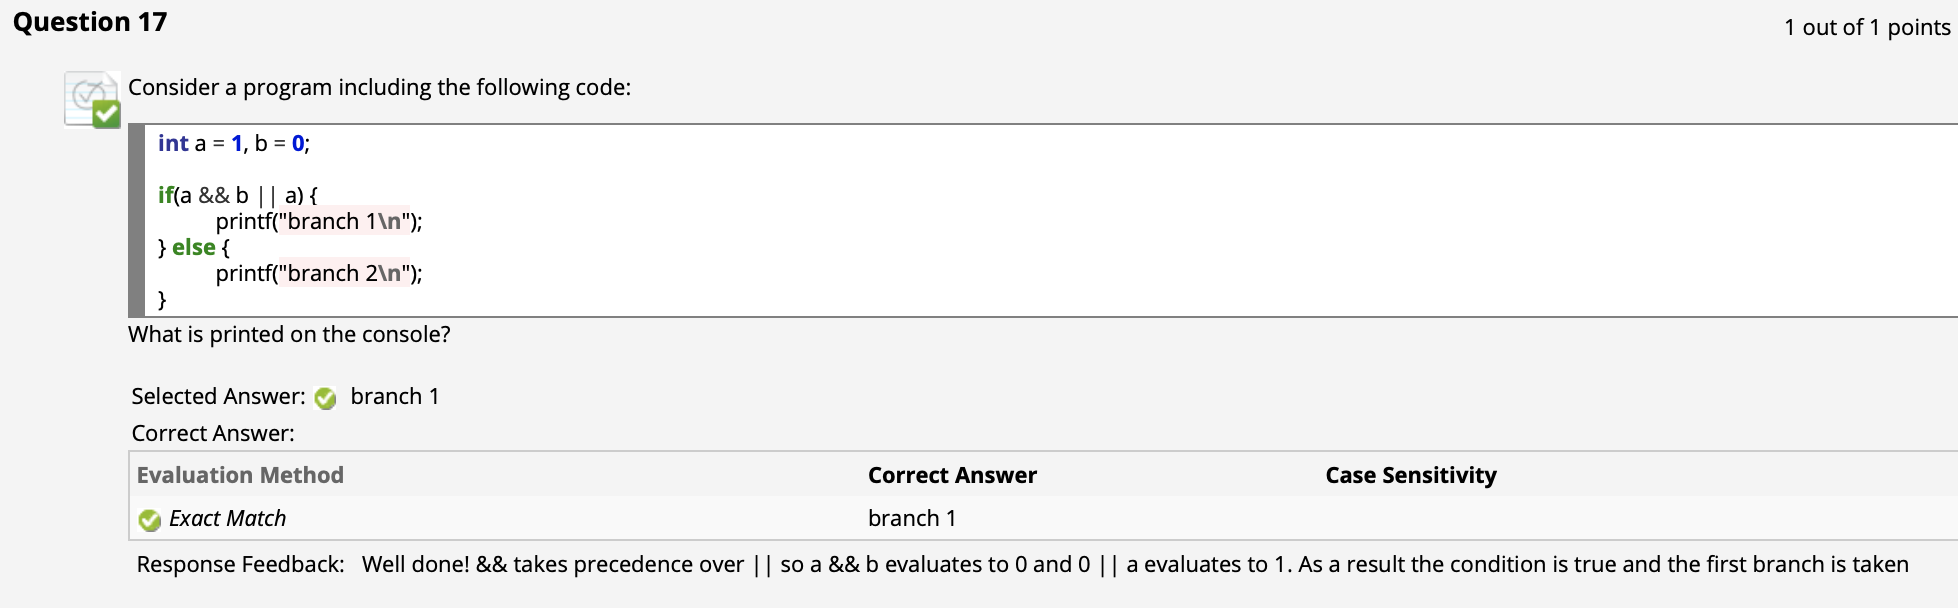 Question 17
1 out of 1 points
Consider a program including the following code:
int a = 1, b = 0;
if(a && b || a) {
printf("branch 1\n");
} else {
printf("branch 2\n");
}
What is printed on the console?
Selected Answer: branch 1
Correct Answer:
Evaluation Method Correct Answer Case Sensitivity
Exact Match branch 1
Response Feedback: Well done! && takes precedence over || so a && b evaluates to 0 and 0 || a evaluates to 1. As a result the condition is true and the first branch is taken